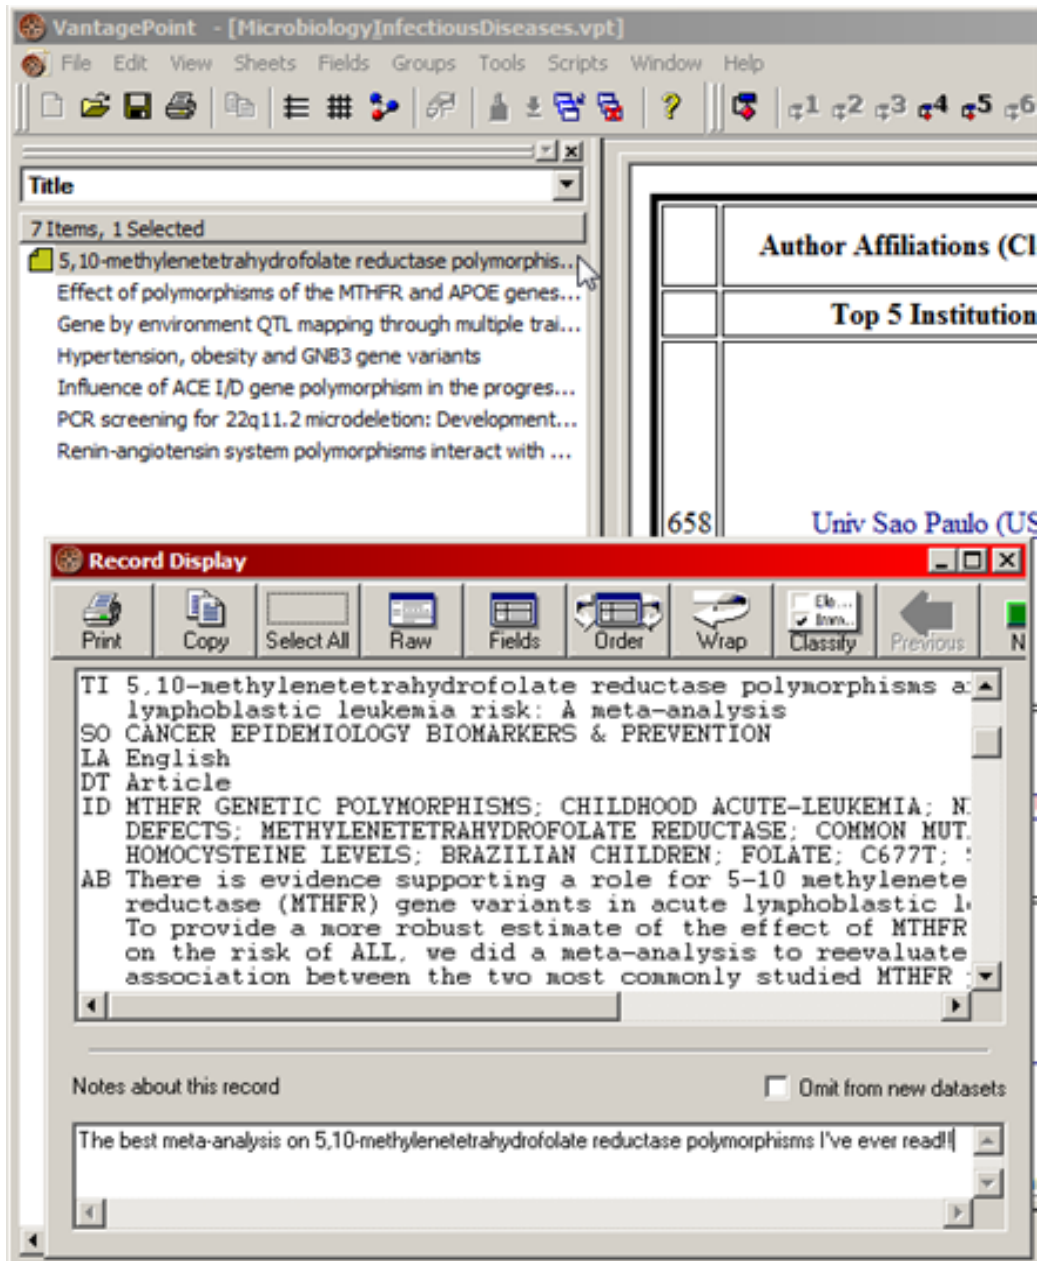 VantagePoint - [MicrobiologyInfectiousDiseases.vpt]
File Edit View Sheets Fields Groups Tools Scripts Window Help
1 2 3 4 5 6
Title
7 Items, 1 Selected
5,10-methylenetetrahydrofolate reductase polymorphis...
Effect of polymorphisms of the MTHFR and APOE genes...
Gene by environment QTL mapping through multiple trai...
Hypertension, obesity and GNB3 gene variants
Influence of ACE I/D gene polymorphism in the progres...
PCR screening for 22q11.2 microdeletion: Development...
Renin-angiotensin system polymorphisms interact with ...
Author Affiliations (Cl
Top 5 Institution
658 Univ Sao Paulo (US
Record Display
Print Copy Select All Raw Fields Order Wrap Classify Previous N
TI 5,10-methylenetetrahydrofolate reductase polymorphisms a
lymphoblastic leukemia risk: A meta-analysis
SO CANCER EPIDEMIOLOGY BIOMARKERS & PREVENTION
LA English
DT Article
ID MTHFR GENETIC POLYMORPHISMS; CHILDHOOD ACUTE-LEUKEMIA; N
DEFECTS; METHYLENETETRAHYDROFOLATE REDUCTASE; COMMON MUT
HOMOCYSTEINE LEVELS; BRAZILIAN CHILDREN; FOLATE; C677T;
AB There is evidence supporting a role for 5-10 methylenete
reductase (MTHFR) gene variants in acute lymphoblastic l
To provide a more robust estimate of the effect of MTHFR
on the risk of ALL, we did a meta-analysis to reevaluate
association between the two most commonly studied MTHFR
Notes about this record
Omit from new datasets
The best meta-analysis on 5,10-methylenetetrahydrofolate reductase polymorphisms I've ever read!!